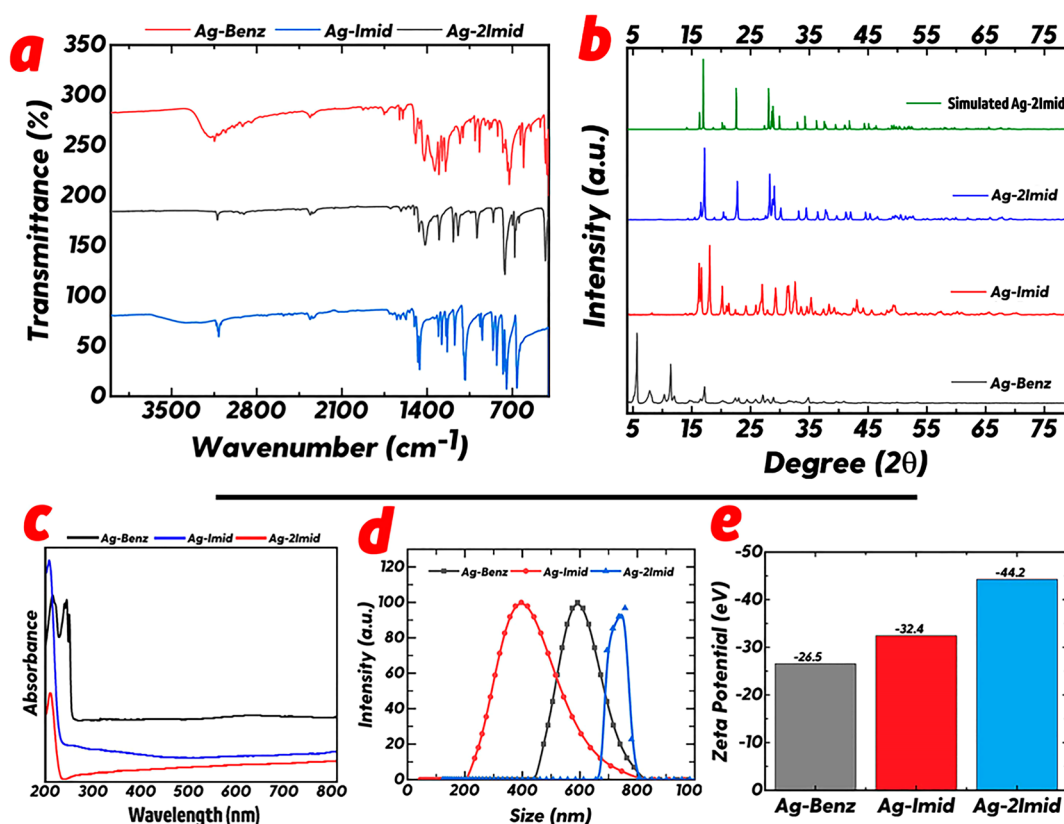 a
Ag-Benz Ag-Imid Ag-2Imid
350
300
250
200
150
100
50
0
Transmittance (%)
3500 2800 2100 1400 700
Wavenumber (cm-1)
b
5 15 25 35 45 55 65 75
Simulated Ag-2Imid
Ag-2Imid
Ag-Imid
Ag-Benz
Intensity (a.u.)
5 15 25 35 45 55 65 75
Degree (2θ)
c
Ag-Benz Ag-Imid Ag-2Imid
Absorbance
200 300 400 500 600 700 800
Wavelength (nm)
d
120
100
80
60
40
20
0
Ag-Benz Ag-Imid Ag-2Imid
Intensity (a.u.)
0 200 400 600 800 100
Size (nm)
e
-50
-40
-30
-20
-10
-0
Zeta Potential (eV)
-26.5
-32.4
-44.2
Ag-Benz Ag-Imid Ag-2Imid